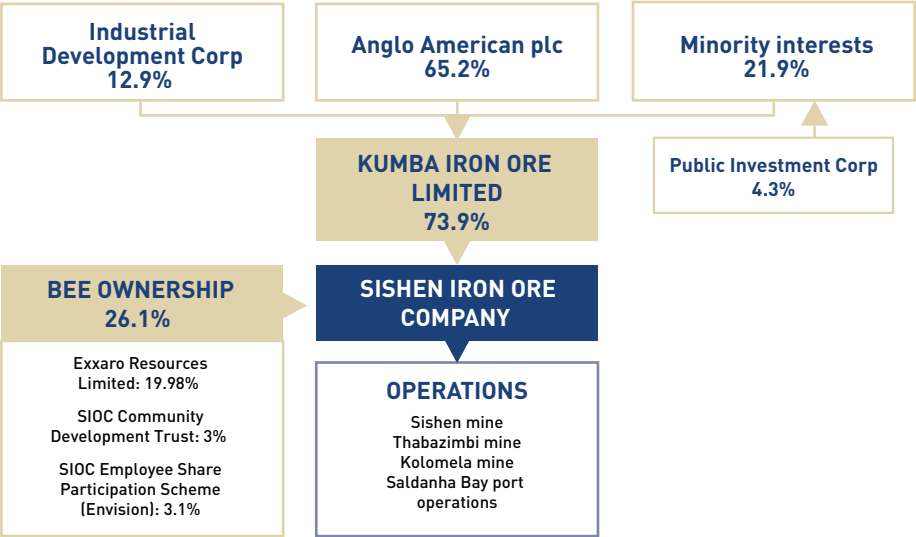 Industrial
Development Corp
12.9%
Anglo American plc
65.2%
Minority interests
21.9%
Public Investment Corp
4.3%
KUMBA IRON ORE
LIMITED
73.9%
BEE OWNERSHIP
26.1%
Exxaro Resources
Limited: 19.98%
SIOC Community
Development Trust: 3%
SIOC Employee Share
Participation Scheme
(Envision): 3.1%
SISHEN IRON ORE
COMPANY
OPERATIONS
Sishen mine
Thabazimbi mine
Kolomela mine
Saldanha Bay port
operations